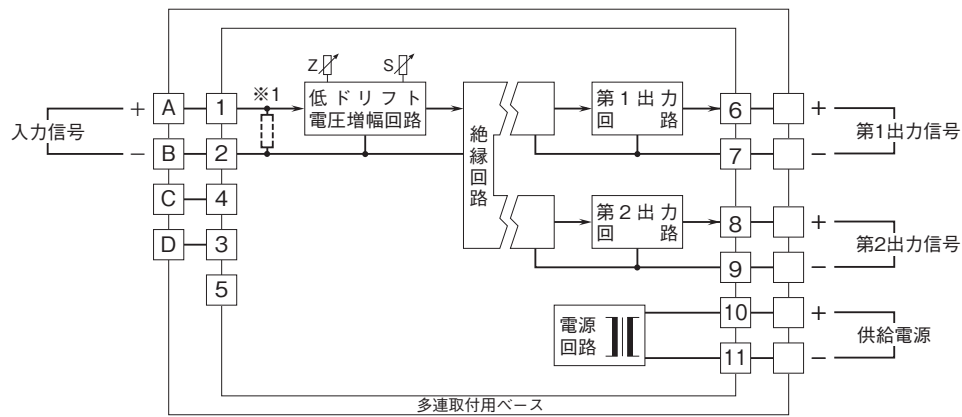 Z
S
※1
低ドリフト
電圧増幅回路
第1出力
回路
絶縁回路
入力信号
+
A
1
−
B
2
C
4
D
3
5
6
+
7
−
第1出力信号
第2出力
回路
8
+
9
−
第2出力信号
電源
回路
10
+
11
−
供給電源
多連取付用ベース